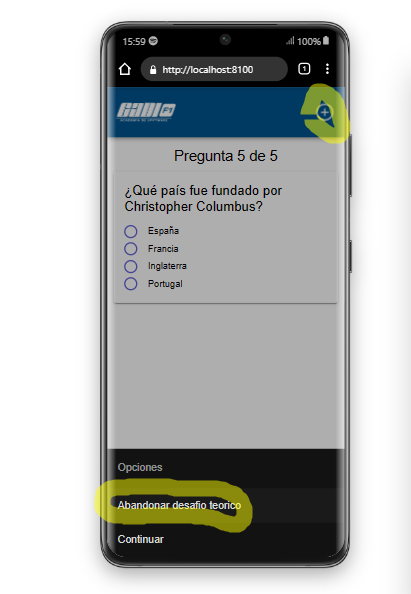 15:59
100%
http://localhost:8100
1
Pregunta 5 de 5
¿Qué país fue fundado por
Christopher Columbus?
España
Francia
Inglaterra
Portugal
Opciones
Abandonar desafio teorico
Continuar